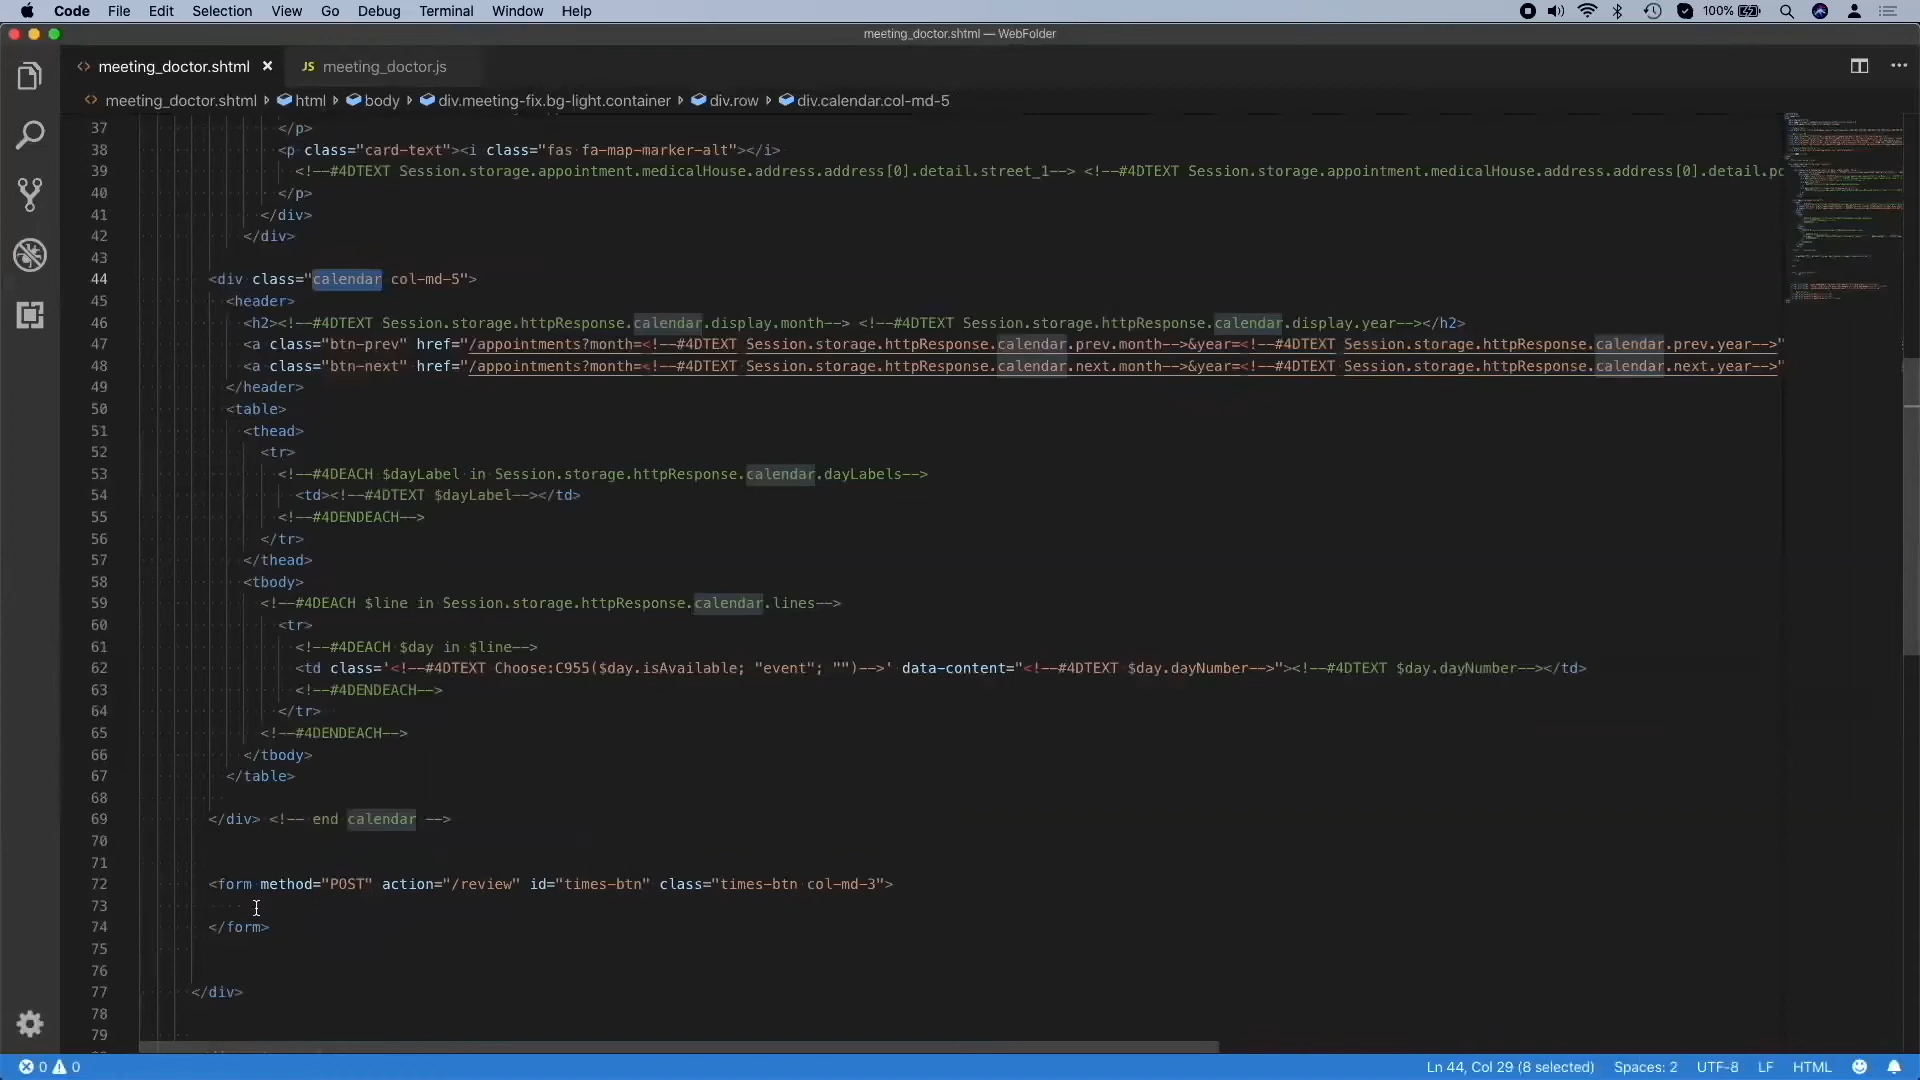 Code File Edit Selection View Go Debug Terminal Window Help 100%
meeting_doctor.shtml — WebFolder
meeting_doctor.shtml JS meeting_doctor.js
meeting_doctor.shtml html body div.meeting-fix.bg-light.container div.row div.calendar.col-md-5
37 </p>
38 <p class="card-text"><i class="fas fa-map-marker-alt"></i>
39 <!--#4DTEXT Session.storage.appointment.medicalHouse.address.address[0].detail.street_1--> <!--#4DTEXT Session.storage.appointment.medicalHouse.address.address[0].detail.po
40 </p>
41 </div>
42 </div>
43
44 <div class="calendar col-md-5">
45 <header>
46 <h2><!--#4DTEXT Session.storage.httpResponse.calendar.display.month--> <!--#4DTEXT Session.storage.httpResponse.calendar.display.year--></h2>
47 <a class="btn-prev" href="/appointments?month=<!--#4DTEXT Session.storage.httpResponse.calendar.prev.month-->&year=<!--#4DTEXT Session.storage.httpResponse.calendar.prev.year-->"
48 <a class="btn-next" href="/appointments?month=<!--#4DTEXT Session.storage.httpResponse.calendar.next.month-->&year=<!--#4DTEXT Session.storage.httpResponse.calendar.next.year-->"
49 </header>
50 <table>
51 <thead>
52 <tr>
53 <!--#4DEACH $dayLabel in Session.storage.httpResponse.calendar.dayLabels-->
54 <td><!--#4DTEXT $dayLabel--></td>
55 <!--#4DENDEACH-->
56 </tr>
57 </thead>
58 <tbody>
59 <!--#4DEACH $line in Session.storage.httpResponse.calendar.lines-->
60 <tr>
61 <!--#4DEACH $day in $line-->
62 <td class='<!--#4DTEXT Choose:C955($day.isAvailable; "event"; "")-->' data-content="<!--#4DTEXT $day.dayNumber-->"><!--#4DTEXT $day.dayNumber--></td>
63 <!--#4DENDEACH-->
64 </tr>
65 <!--#4DENDEACH-->
66 </tbody>
67 </table>
68
69 </div> <!-- end calendar -->
70
71
72 <form method="POST" action="/review" id="times-btn" class="times-btn col-md-3">
73
74 </form>
75
76
77 </div>
78
79
0 0 Ln 44, Col 29 (8 selected) Spaces: 2 UTF-8 LF HTML